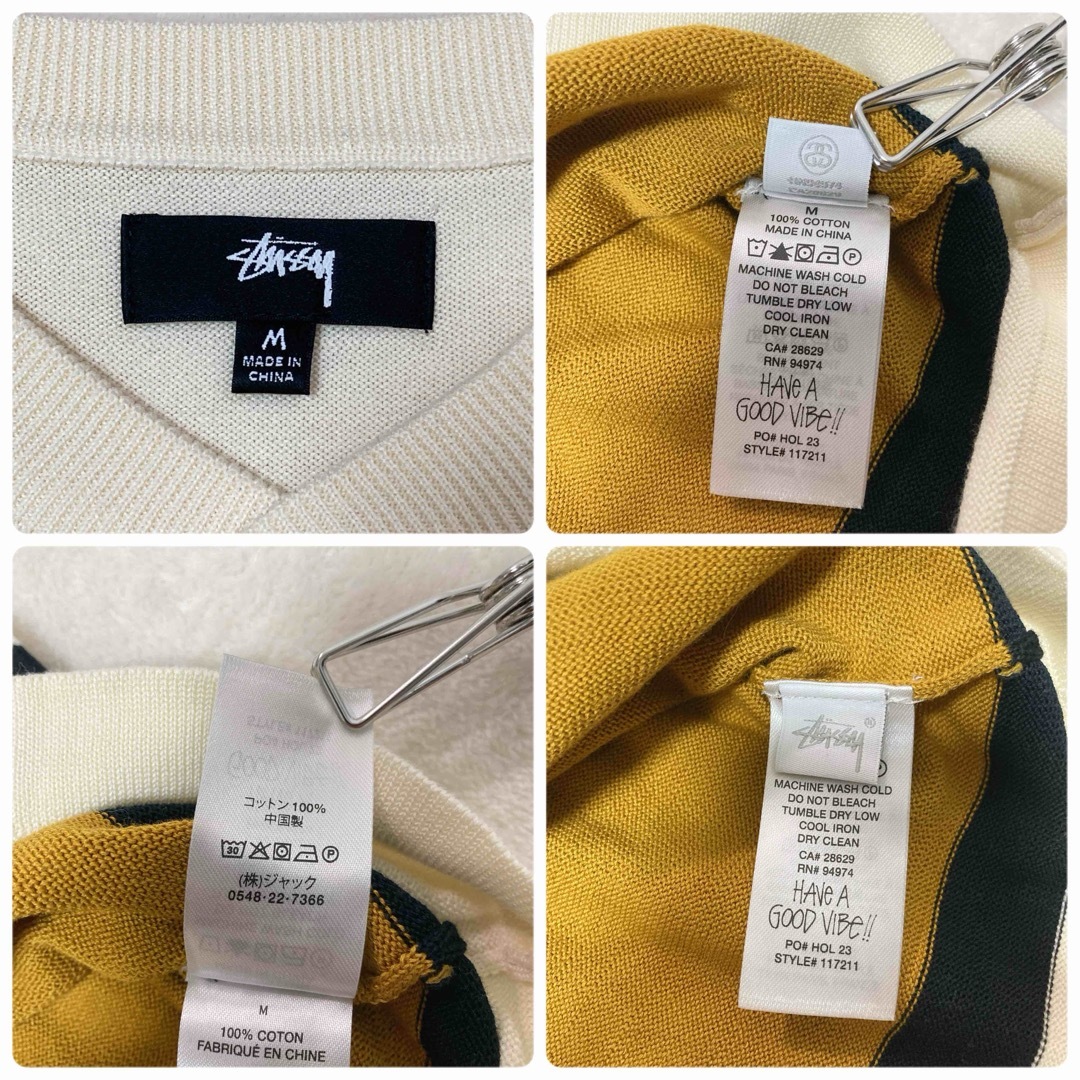 Stüssy
M
MADE IN
CHINA
M
100% COTTON
MADE IN CHINA
MACHINE WASH COLD
DO NOT BLEACH
TUMBLE DRY LOW
COOL IRON
DRY CLEAN
CA# 28629
RN# 94974
HAVE A
GOOD VIBE!!
PO# HOL 23
STYLE# 117211
コットン100%
中国製
30
(株)ジャック
0548・22・7366
M
100% COTON
FABRIQUÉ EN CHINE
Stüssy ®
MACHINE WASH COLD
DO NOT BLEACH
TUMBLE DRY LOW
COOL IRON
DRY CLEAN
CA# 28629
RN# 94974
HAVE A
GOOD VIBE!!
PO# HOL 23
STYLE# 117211